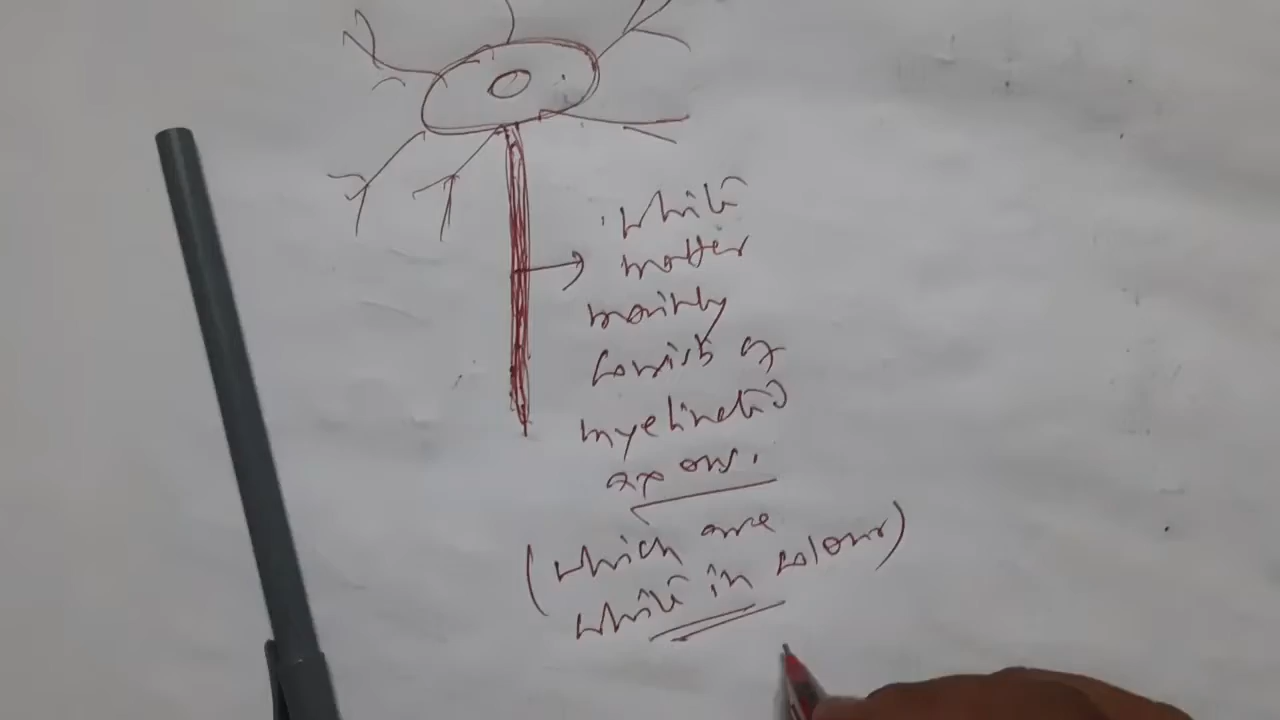 white
matter
mainly
consists of
myelinated
axons.
(which are
white in colour)